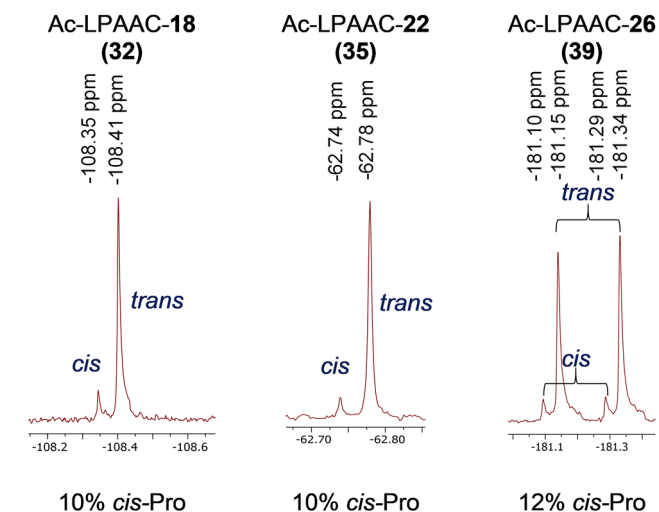 Ac-LPAAC-18
(32)
-108.35 ppm
-108.41 ppm
cis
trans
-108.2 -108.4 -108.6
10% cis-Pro
Ac-LPAAC-22
(35)
-62.74 ppm
-62.78 ppm
cis
trans
-62.70 -62.80
10% cis-Pro
Ac-LPAAC-26
(39)
-181.10 ppm
-181.15 ppm
-181.29 ppm
-181.34 ppm
trans
cis
-181.1 -181.3
12% cis-Pro